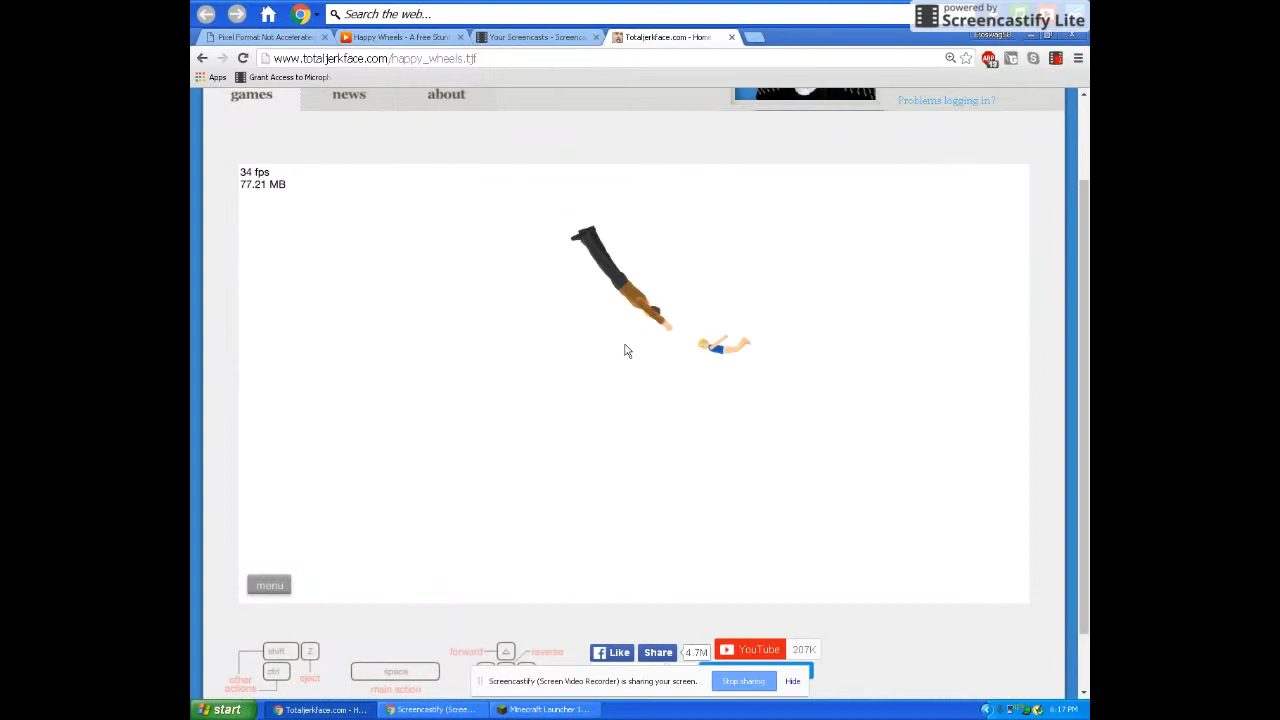 Search the web...
powered by
Screencastify Lite
Pixel Format Not Accelerated
Happy Wheels - A free Stun
Your Screencasts - Screenca
Totaljerkface.com - Home
www.totaljerkface.com/happy_wheels.tjf
Apps
Grant Access to Microph
games
news
about
Problems logging in?
34 fps
77.21 MB
menu
shift
Z
ctrl
other
actions
eject
space
main action
forward
reverse
Like
Share
4.7M
YouTube
207K
Screencastify (Screen Video Recorder) is sharing your screen.
Stop sharing
Hide
start
Totaljerkface.com - H...
Screencastify (Scree...
Minecraft Launcher 1...
6:17 PM